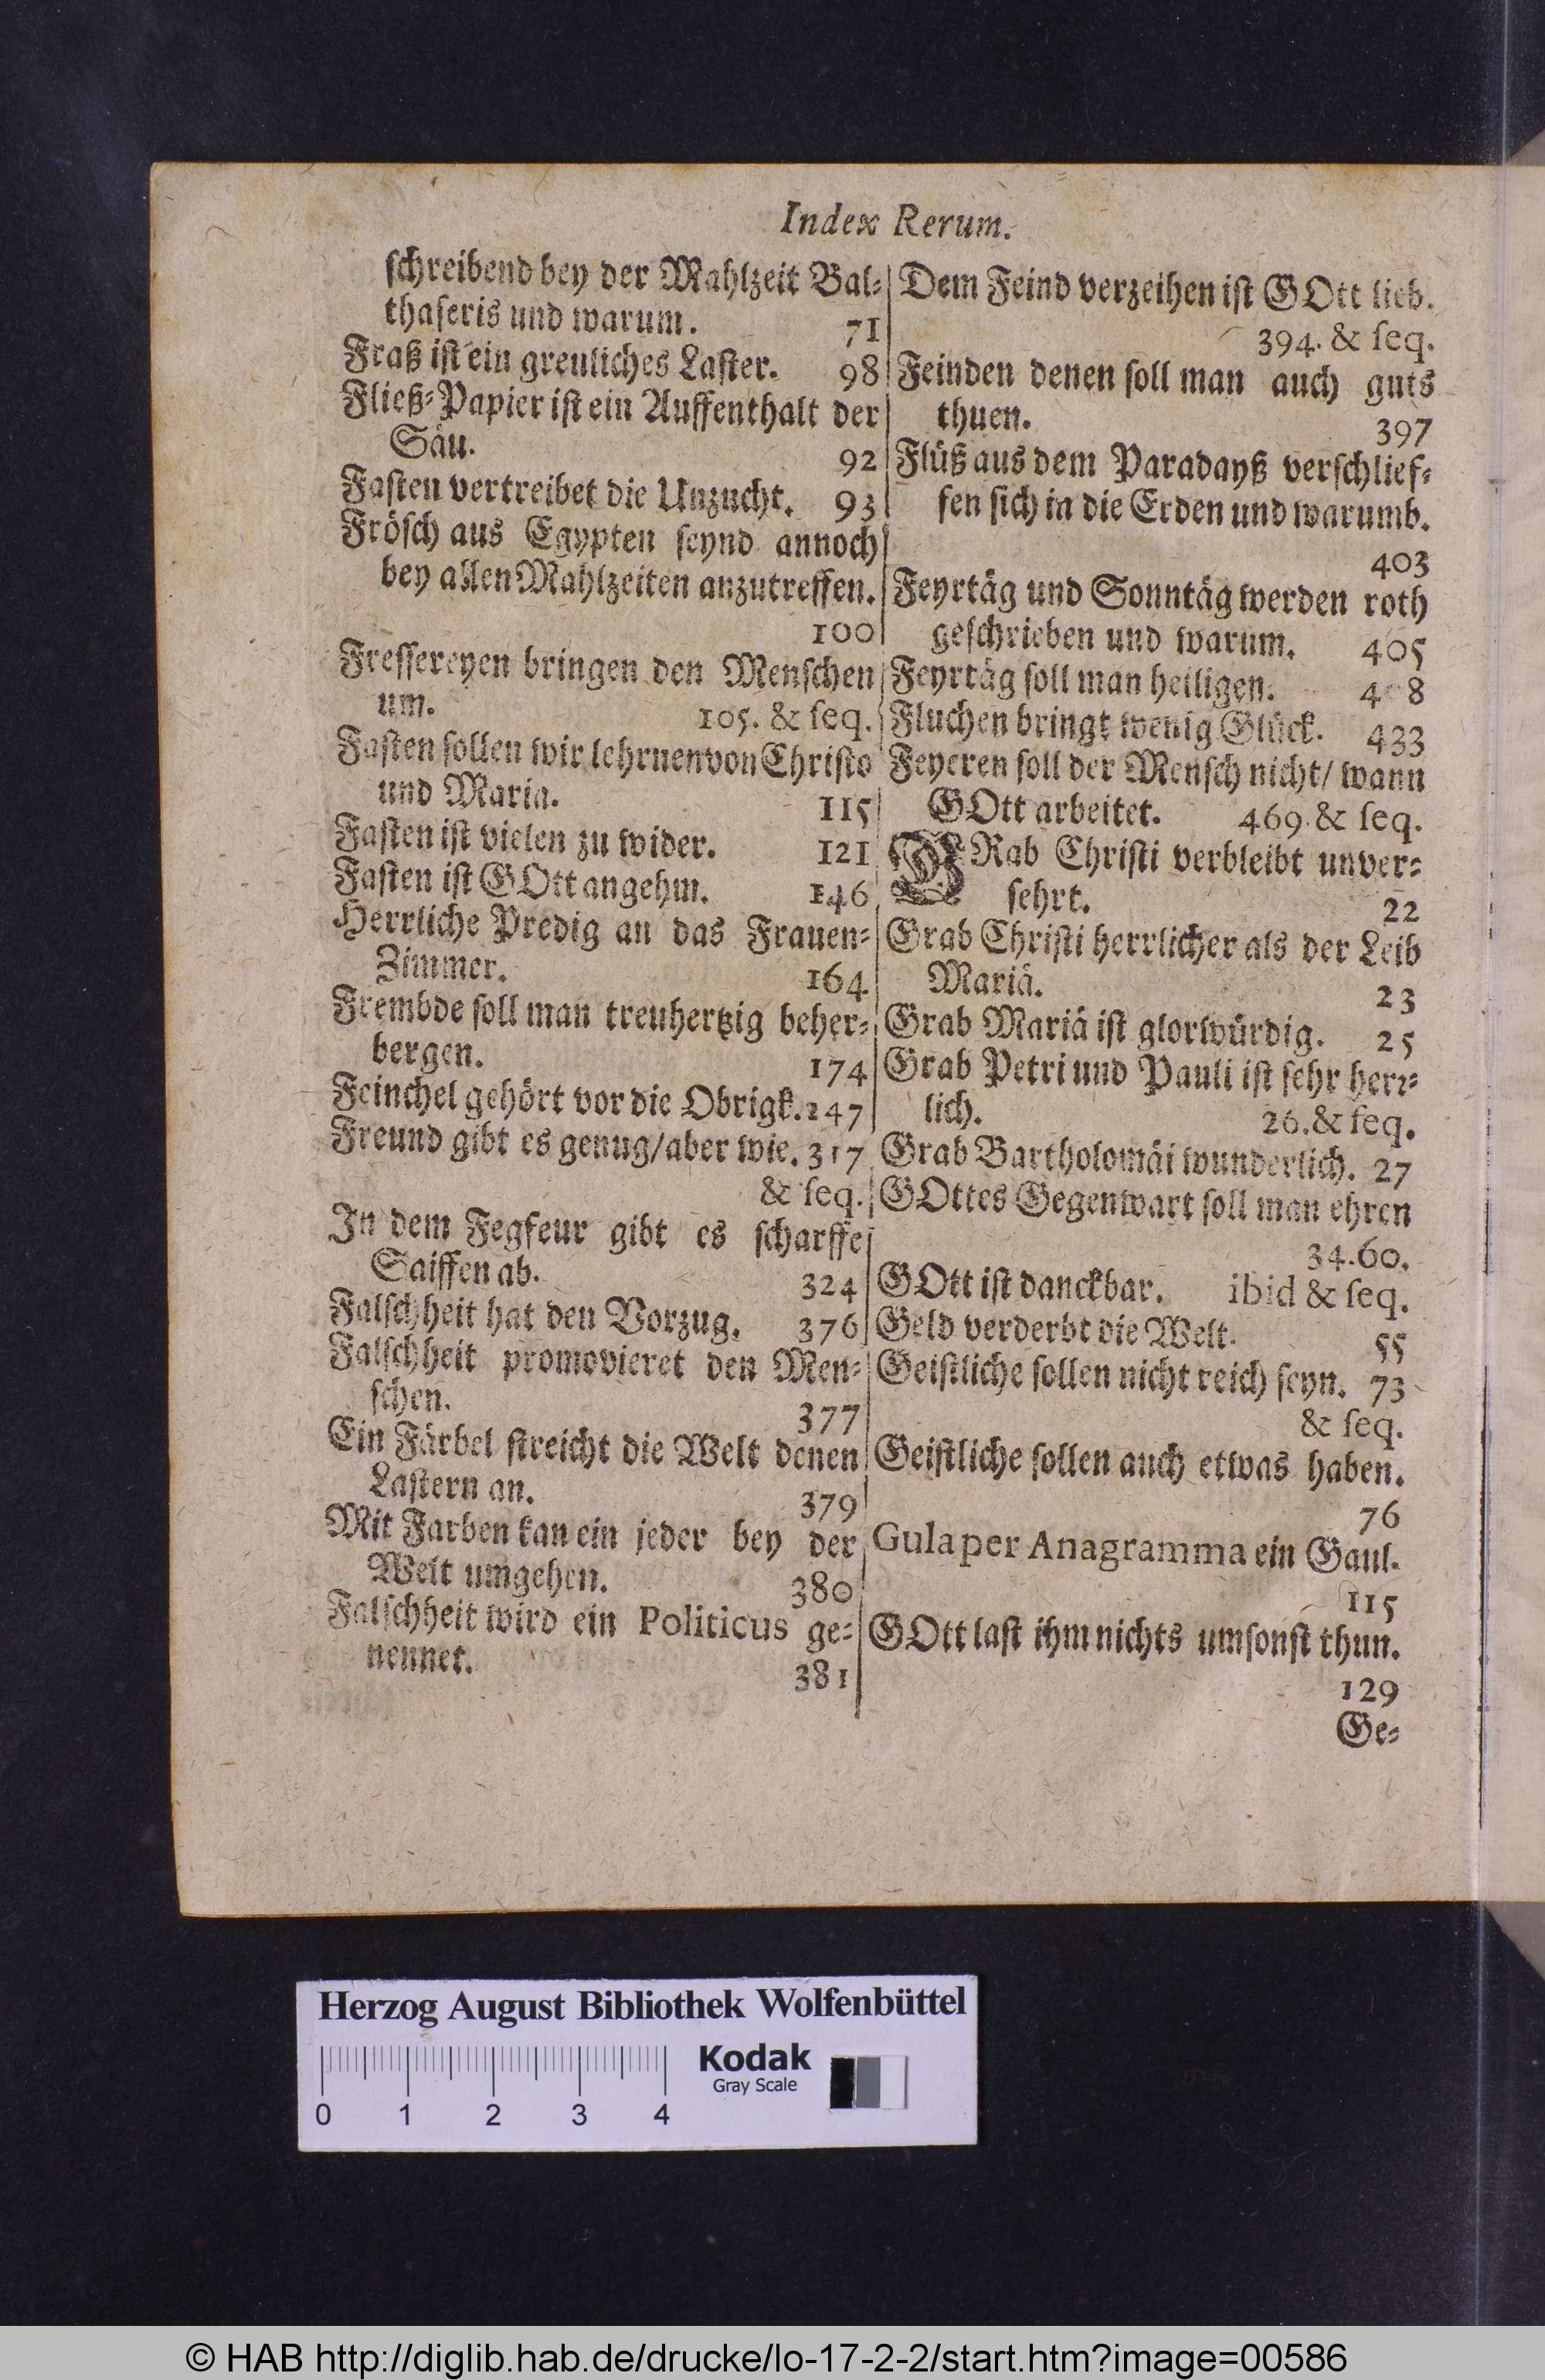 Index Rerum.
schreibend bey der Mahlzeit Bal-
thaseris und warum. 71
Fraß ist ein greuliches Laster. 98
Fließ-Papier ist ein Auffenthalt der
Säu. 92
Fasten vertreibet die Unzucht. 93
Frösch aus Egypten seynd annoch
bey allen Mahlzeiten anzutreffen.
100
Fressereyen bringen den Menschen
um. 105. & seq.
Fasten sollen wir lehrnen von Christo
und Maria. 115
Fasten ist vielen zu wider. 121
Fasten ist GOtt angehm. 146
Herrliche Predig an das Frauen-
Zimmer. 164
Frembde soll man treuhertzig beher-
bergen. 174
Feinchel gehört vor die Obrigk. 247
Freund gibt es genug/aber wie. 317
& seq.
In dem Fegfeur gibt es scharffe
Saiffen ab. 324
Falschheit hat den Vorzug. 376
Falschheit promovieret den Men-
schen. 377
Ein Färbel streicht die Welt denen
Lastern an. 379
Mit Farben kan ein jeder bey der
Welt umgehen. 380
Falschheit wird ein Politicus ge-
nennet. 381
Dem Feind verzeihen ist GOtt lieb.
394. & seq.
Feinden denen soll man auch guts
thuen. 397
Flüß aus dem Paradayß verschlief-
fen sich in die Erden und warumb.
403
Feyrtäg und Sonntäg werden roth
geschrieben und warum. 405
Feyrtäg soll man heiligen. 408
Fluchen bringt wenig Glück. 433
Feyeren soll der Mensch nicht/ wann
GOtt arbeitet. 469. & seq.
GRab Christi verbleibt unver-
sehrt. 22
Grab Christi herrlicher als der Leib
Mariä. 23
Grab Mariä ist glorwürdig. 25
Grab Petri und Pauli ist sehr herr-
lich. 26. & seq.
Grab Bartholomäi wunderlich. 27
GOttes Gegenwart soll man ehren
34. 60.
GOtt ist danckbar. ibid & seq.
Geld verderbt die Welt. 55
Geistliche sollen nicht reich seyn. 73
& seq.
Geistliche sollen auch etwas haben.
76
Gula per Anagramma ein Gaul.
115
GOtt last ihm nichts umsonst thun.
129
Ge-
Herzog August Bibliothek Wolfenbüttel
Kodak
Gray Scale
0 1 2 3 4
© HAB http://diglib.hab.de/drucke/lo-17-2-2/start.htm?image=00586